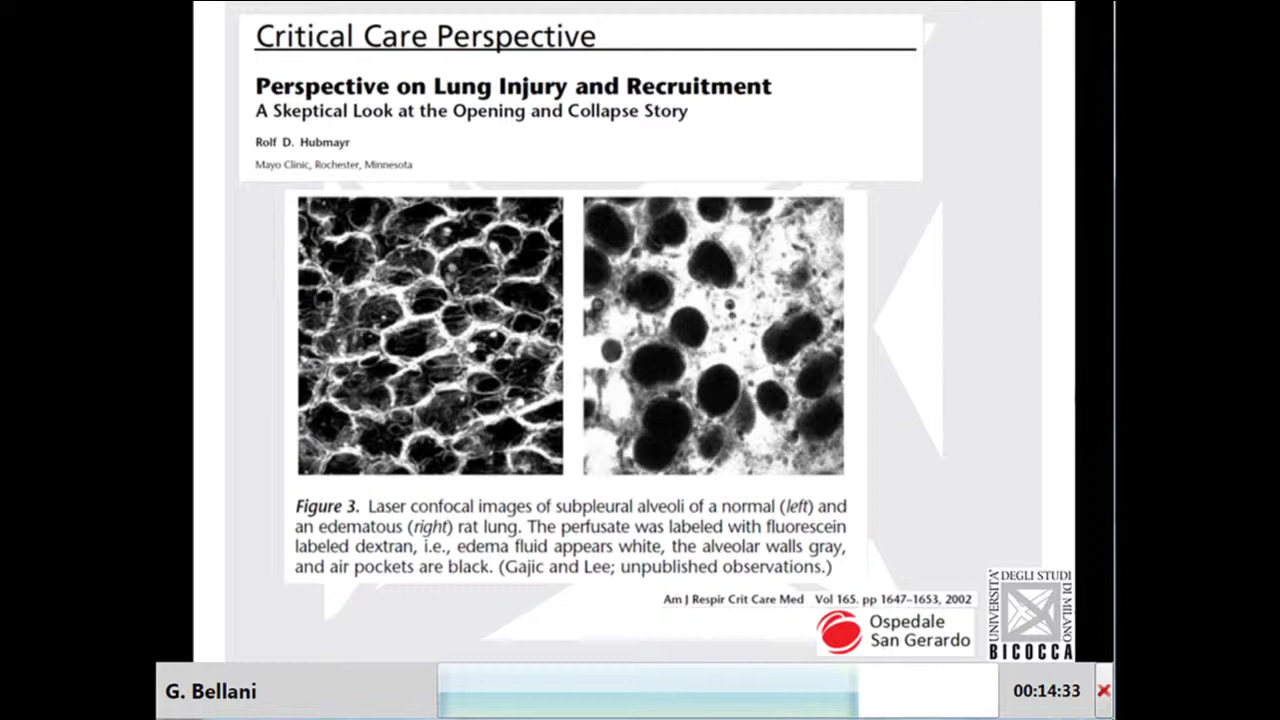 Critical Care Perspective
Perspective on Lung Injury and Recruitment
A Skeptical Look at the Opening and Collapse Story
Rolf D. Hubmayr
Mayo Clinic, Rochester, Minnesota
Figure 3. Laser confocal images of subpleural alveoli of a normal (left) and
an edematous (right) rat lung. The perfusate was labeled with fluorescein
labeled dextran, i.e., edema fluid appears white, the alveolar walls gray,
and air pockets are black. (Gajic and Lee; unpublished observations.)
Am J Respir Crit Care Med Vol 165. pp 1647–1653, 2002
Ospedale
San Gerardo
UNIVERSITA'
DEGLI STUDI
DI MILANO
BICOCCA
G. Bellani
00:14:33